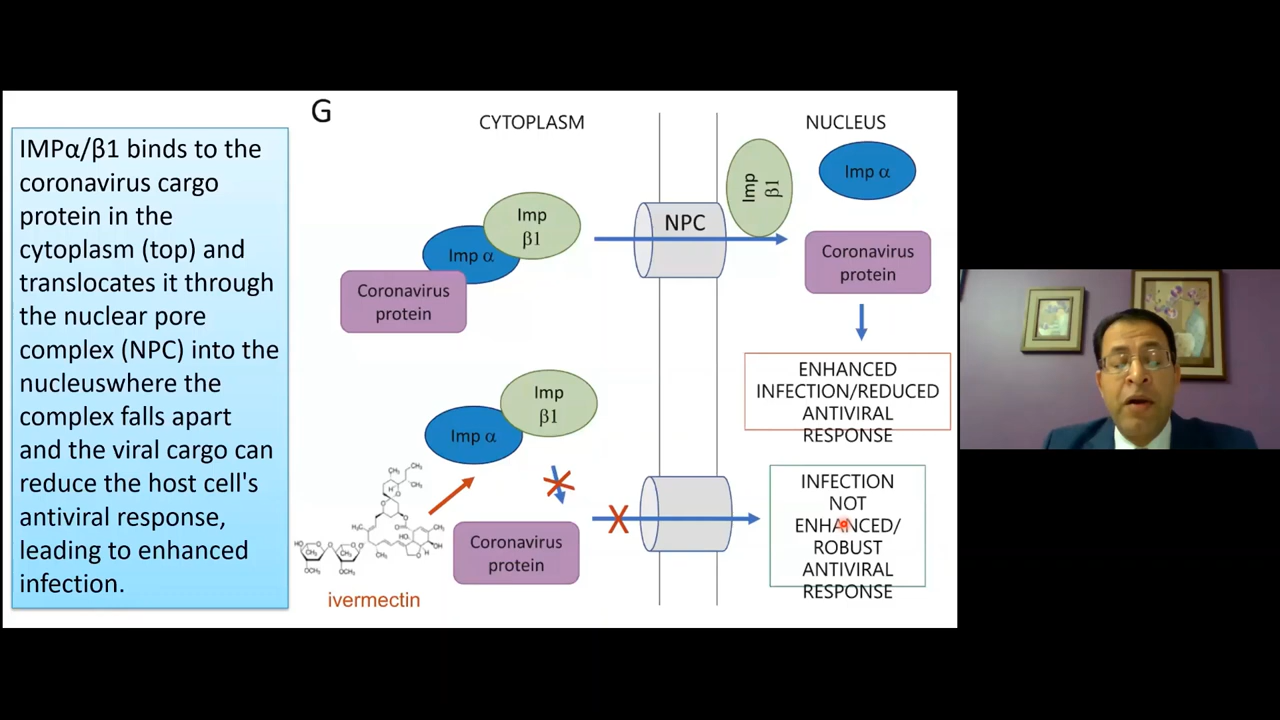 IMPα/β1 binds to the
coronavirus cargo
protein in the
cytoplasm (top) and
translocates it through
the nuclear pore
complex (NPC) into the
nucleuswhere the
complex falls apart
and the viral cargo can
reduce the host cell's
antiviral response,
leading to enhanced
infection.
G
CYTOPLASM
NUCLEUS
Imp
β1
Imp α
Coronavirus
protein
NPC
Imp
β1
Imp α
Coronavirus
protein
ENHANCED
INFECTION/REDUCED
ANTIVIRAL
RESPONSE
Imp
β1
Imp α
Coronavirus
protein
ivermectin
INFECTION
NOT
ENHANCED/
ROBUST
ANTIVIRAL
RESPONSE